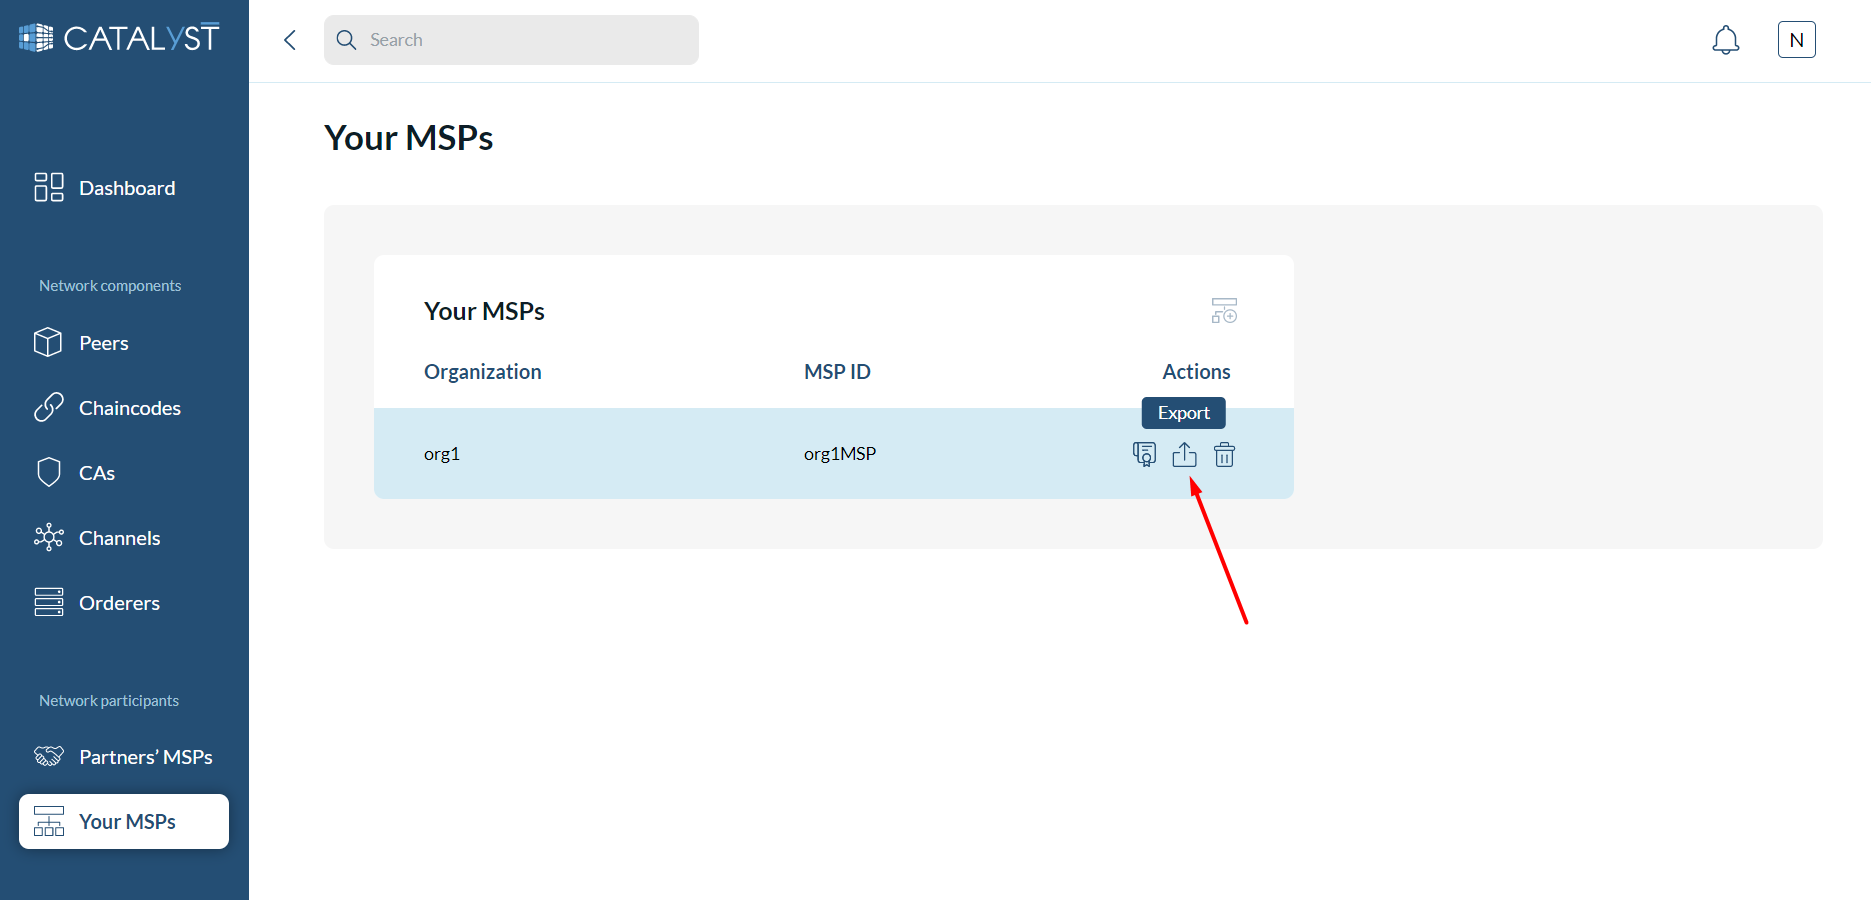 CATALYST
Search
N
Your MSPs
Dashboard
Network components
Peers
Chaincodes
CAs
Channels
Orderers
Network participants
Partners’ MSPs
Your MSPs
Your MSPs
Organization MSP ID Actions
Export
org1 org1MSP